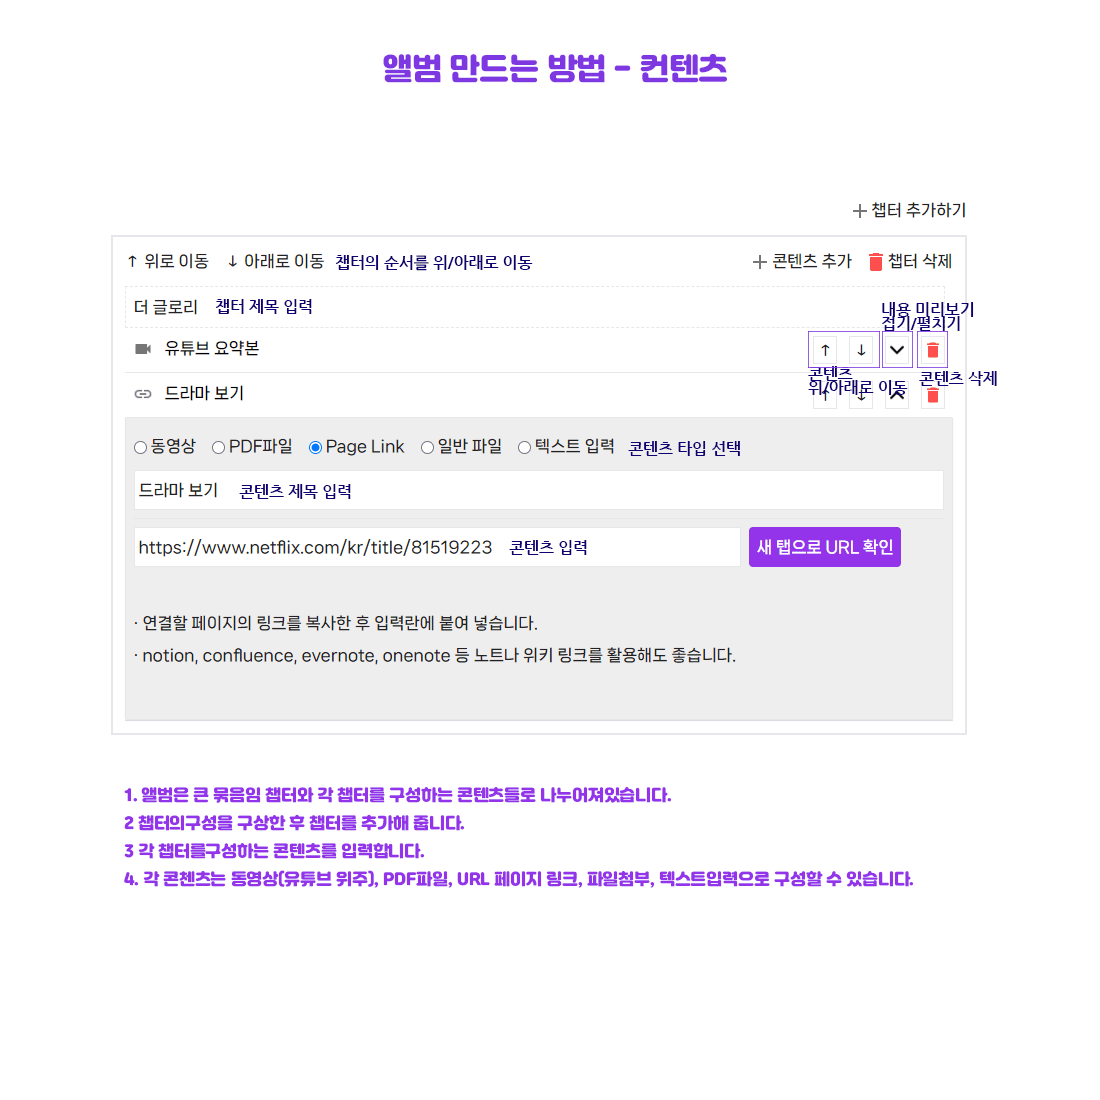 앨범 만드는 방법 - 컨텐츠
+ 챕터 추가하기
↑ 위로 이동 ↓ 아래로 이동 챕터의 순서를 위/아래로 이동 + 콘텐츠 추가 챕터 삭제
더 글로리 챕터 제목 입력
내용 미리보기
접기/펼치기
유튜브 요약본 ↑ ↓
콘텐츠
위/아래로 이동
콘텐츠 삭제
드라마 보기 ↑ ↓
동영상 PDF파일 Page Link 일반 파일 텍스트 입력 콘텐츠 타입 선택
드라마 보기 콘텐츠 제목 입력
https://www.netflix.com/kr/title/81519223 콘텐츠 입력 새 탭으로 URL 확인
· 연결할 페이지의 링크를 복사한 후 입력란에 붙여 넣습니다.
· notion, confluence, evernote, onenote 등 노트나 위키 링크를 활용해도 좋습니다.
1. 앨범은 큰 묶음임 챕터와 각 챕터를 구성하는 콘텐츠들로 나누어져있습니다.
2 챕터의구성을 구상한 후 챕터를 추가해 줍니다.
3 각 챕터를구성하는 콘텐츠를 입력합니다.
4. 각 콘첸츠는 동영상(유튜브 위주), PDF파일, URL 페이지 링크, 파일첨부, 텍스트입력으로 구성할 수 있습니다.